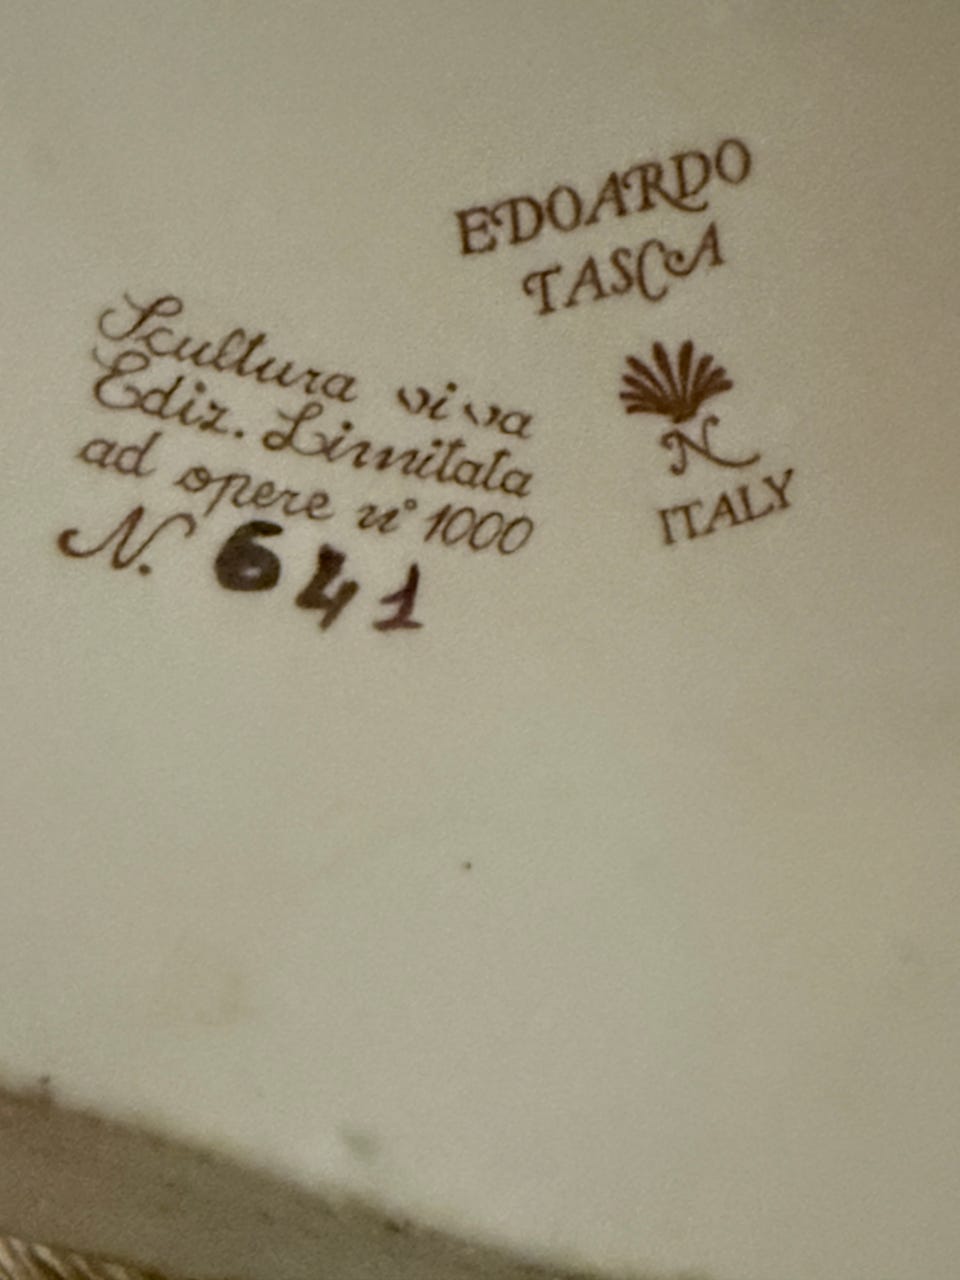 EDOARDO
TASCA
N
ITALY
Scultura viva
Ediz. Limitata
ad opere n° 1000
N. 641